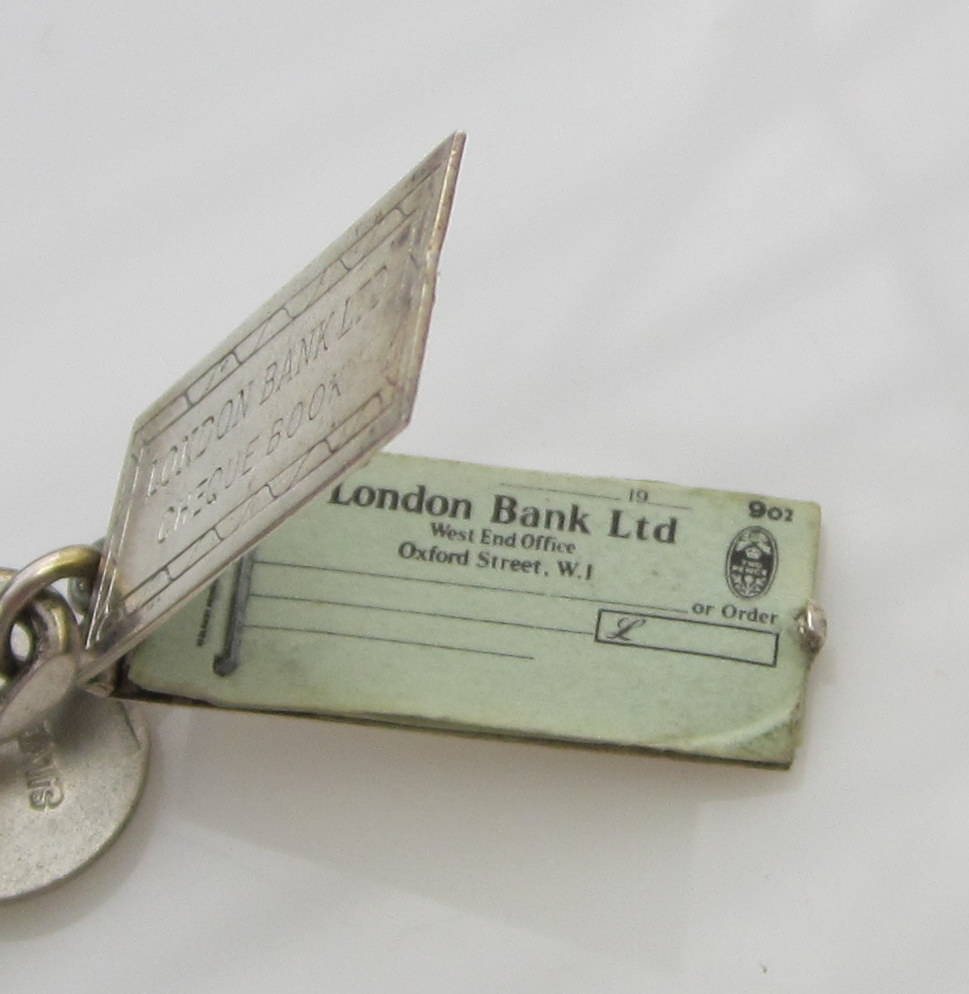 LONDON BANK LTD
CHEQUE BOOK
19
902
London Bank Ltd
West End Office
Oxford Street, W.1
or Order
£